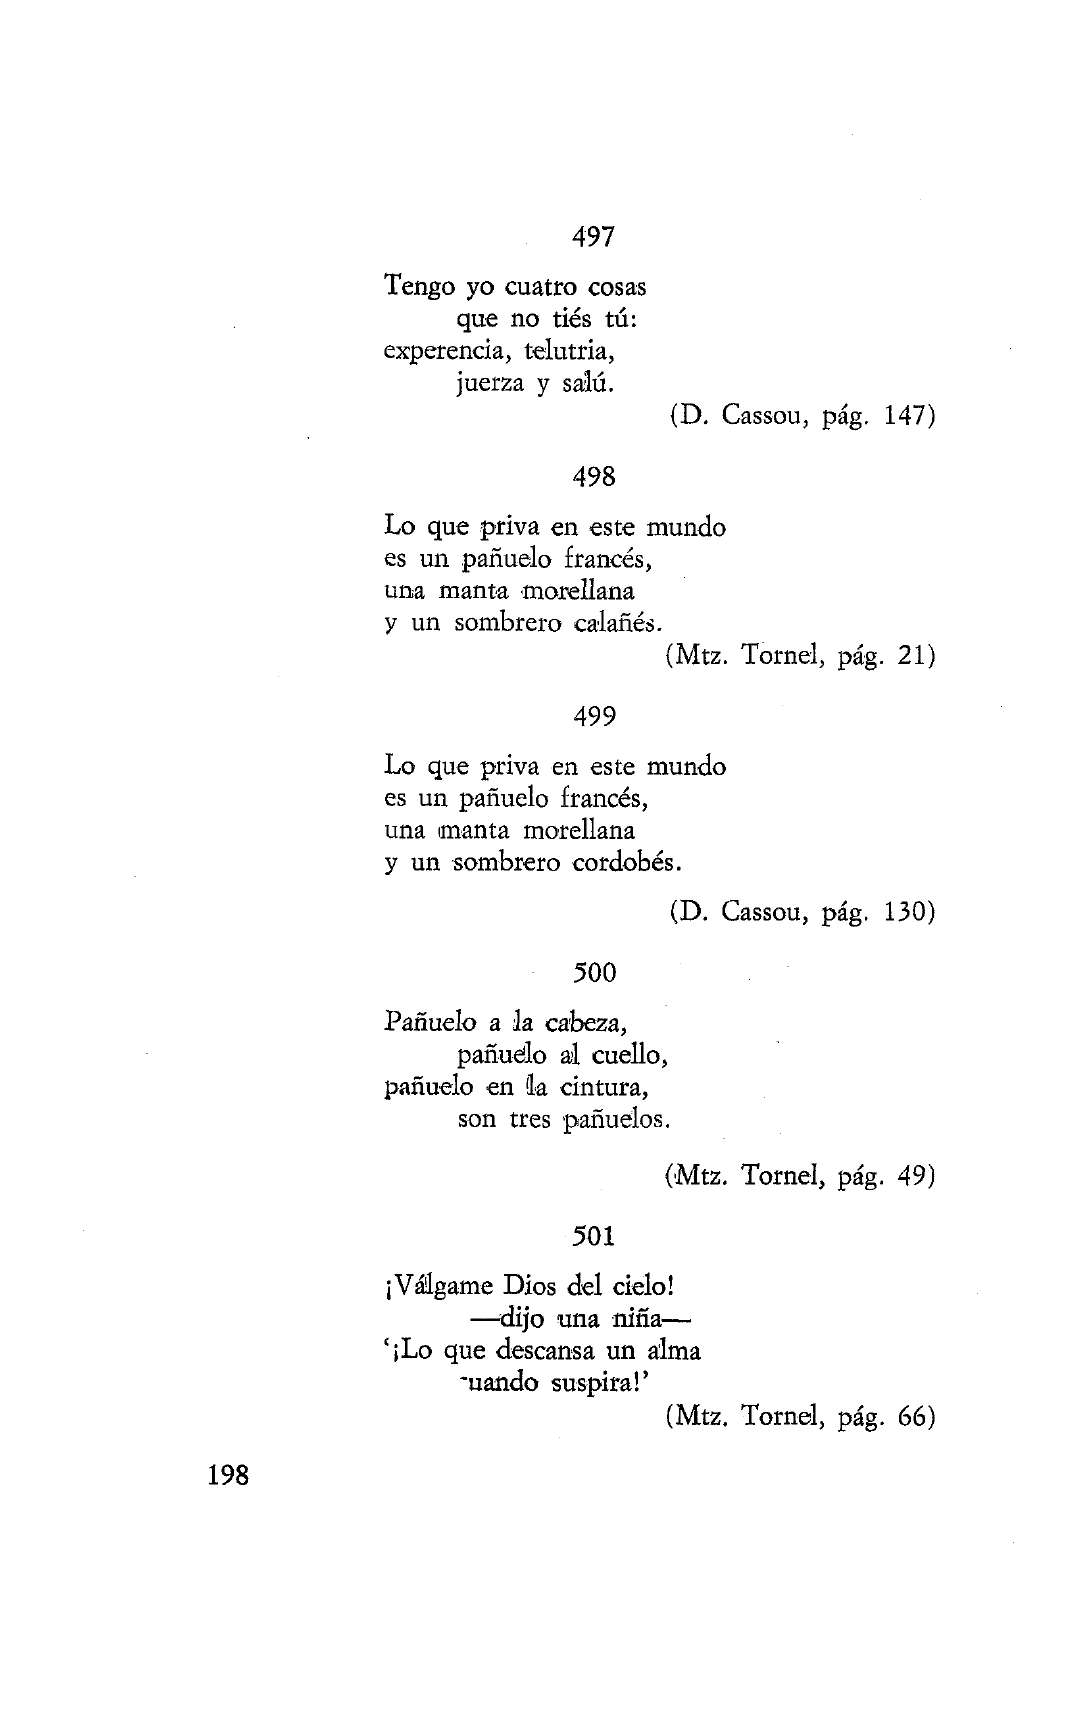 497
Tengo yo cuatro cosas
que no tiés tú:
experencia, telutria,
juerza y salú.
(D. Cassou, pág. 147)
498
Lo que priva en este mundo
es un pañuelo francés,
una manta morellana
y un sombrero calañés.
(Mtz. Tornel, pág. 21)
499
Lo que priva en este mundo
es un pañuelo francés,
una manta morellana
y un sombrero cordobés.
(D. Cassou, pág. 130)
500
Pañuelo a la cabeza,
pañuelo al cuello,
pañuelo en la cintura,
son tres pañuelos.
(Mtz. Tornel, pág. 49)
501
¡Válgame Dios del cielo!
—dijo una niña—
‘¡Lo que descansa un alma
uando suspira!’
(Mtz. Tornel, pág. 66)
198